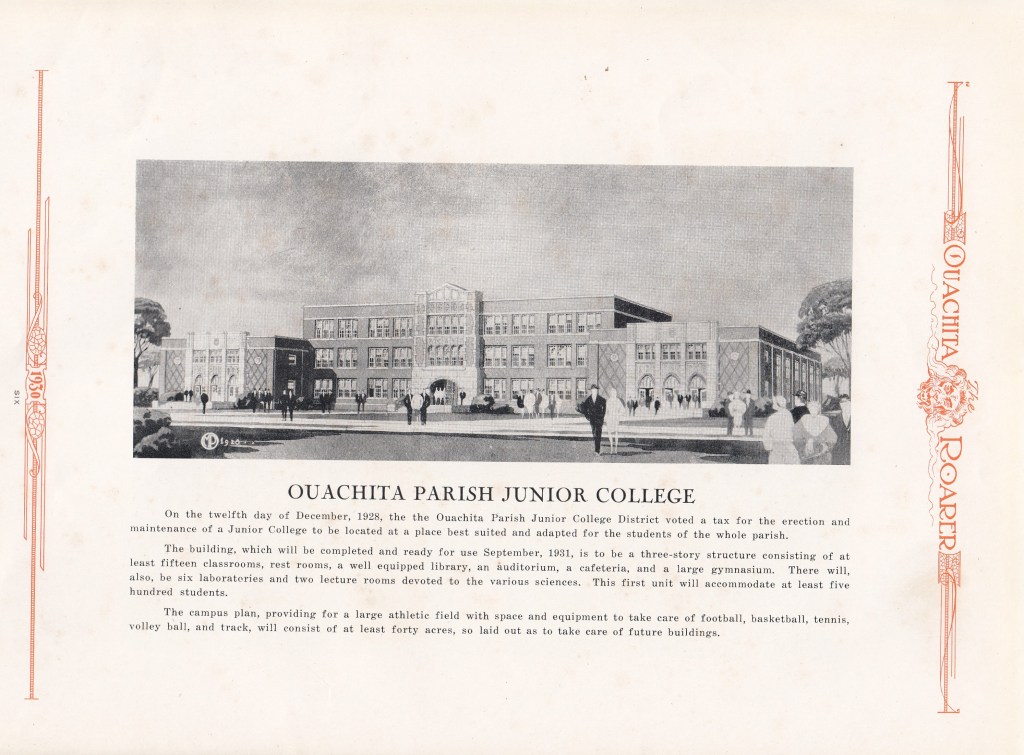 1930
SIX
1928
OUACHITA PARISH JUNIOR COLLEGE
On the twelfth day of December, 1928, the the Ouachita Parish Junior College District voted a tax for the erection and
maintenance of a Junior College to be located at a place best suited and adapted for the students of the whole parish.
The building, which will be completed and ready for use September, 1931, is to be a three-story structure consisting of at
least fifteen classrooms, rest rooms, a well equipped library, an auditorium, a cafeteria, and a large gymnasium. There will,
also, be six laboratories and two lecture rooms devoted to the various sciences. This first unit will accommodate at least five
hundred students.
The campus plan, providing for a large athletic field with space and equipment to take care of football, basketball, tennis,
volley ball, and track, will consist of at least forty acres, so laid out as to take care of future buildings.
OUACHITA
The
ROARER